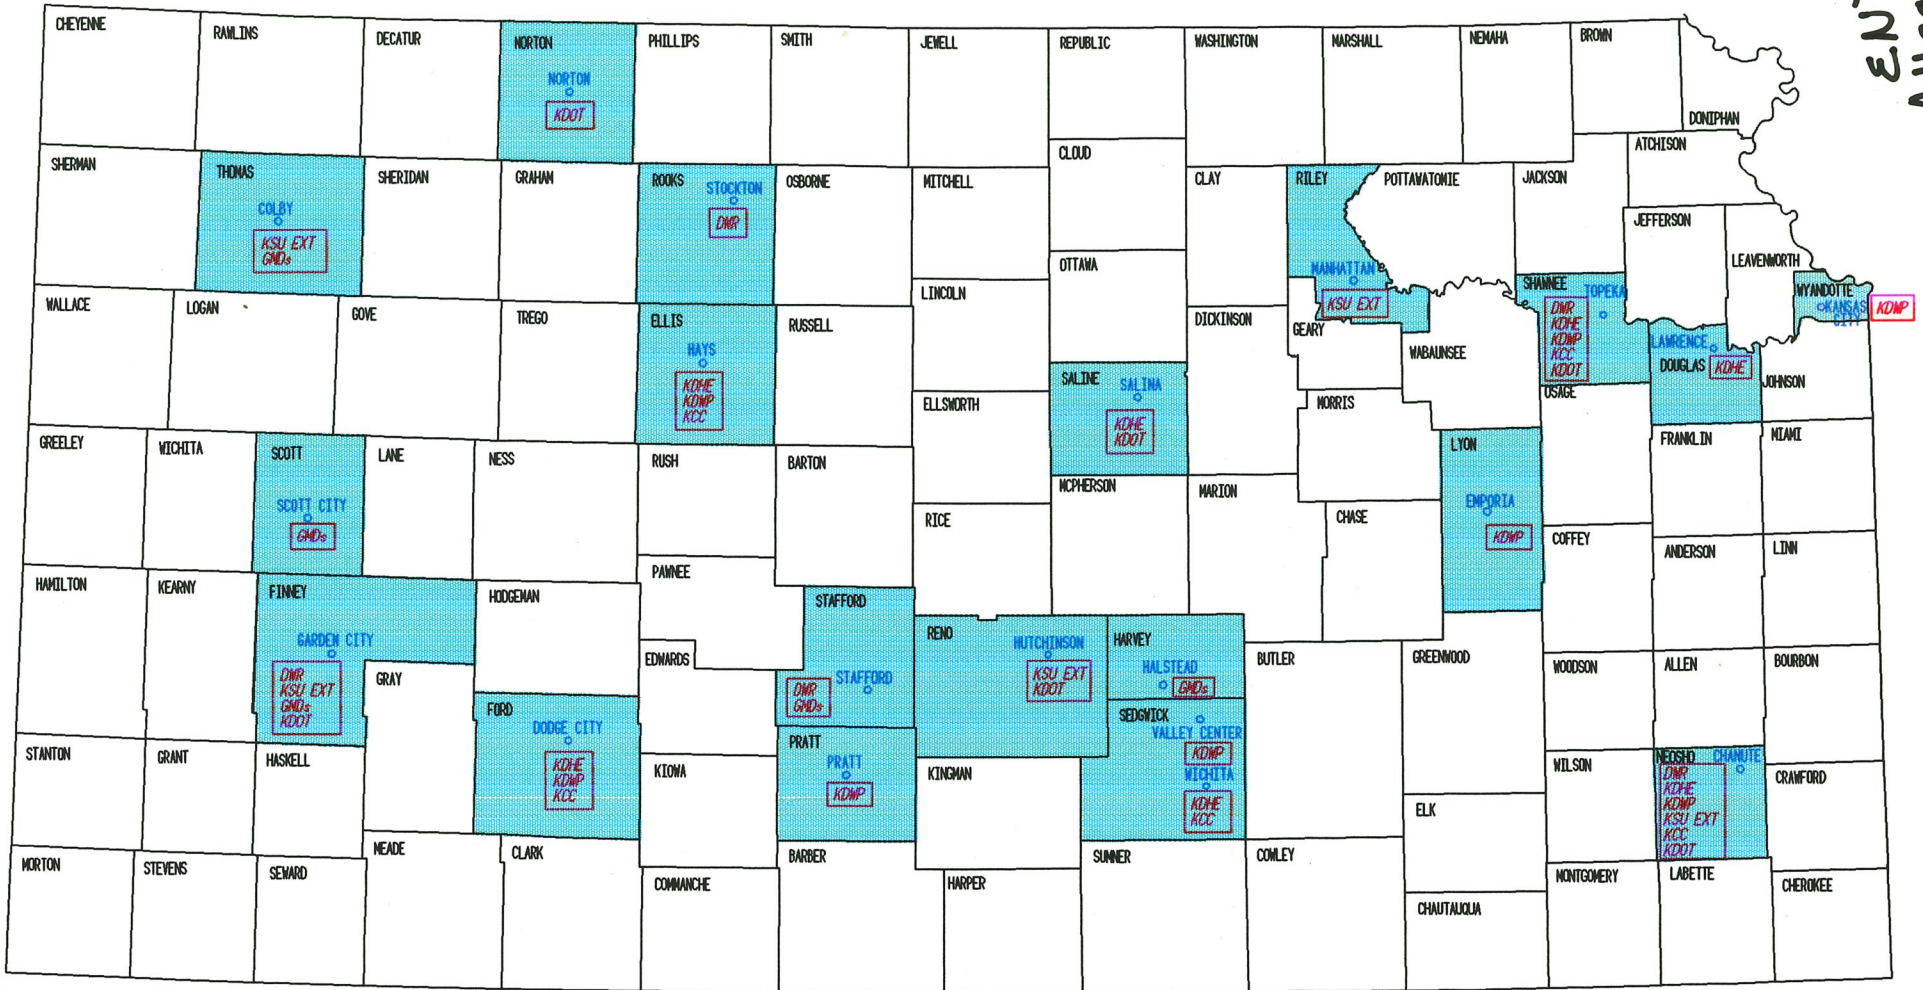 CHEYENNE
RAWLINS
DECATUR
NORTON
NORTON
KDOT
PHILLIPS
SMITH
JEWELL
REPUBLIC
WASHINGTON
MARSHALL
NEMAHA
BROWN
DONIPHAN
SHERMAN
THOMAS
COLBY
KSU EXT
GMDs
SHERIDAN
GRAHAM
ROOKS
STOCKTON
DWR
OSBORNE
MITCHELL
CLOUD
CLAY
RILEY
MANHATTAN
KSU EXT
POTTAWATOMIE
JACKSON
ATCHISON
JEFFERSON
LEAVENWORTH
WYANDOTTE
KANSAS
CITY
KDWP
WALLACE
LOGAN
GOVE
TREGO
ELLIS
HAYS
KDHE
KDWP
KCC
RUSSELL
LINCOLN
OTTAWA
SALINE
SALINA
KDHE
KDOT
DICKINSON
GEARY
WABAUNSEE
SHAWNEE
TOPEKA
DWR
KDHE
KDWP
KCC
KDOT
LAWRENCE
DOUGLAS
KDHE
JOHNSON
GREELEY
WICHITA
SCOTT
SCOTT CITY
GMDs
LANE
NESS
RUSH
BARTON
ELLSWORTH
RICE
MCPHERSON
MARION
MORRIS
CHASE
LYON
EMPORIA
KDWP
OSAGE
FRANKLIN
MIAMI
COFFEY
ANDERSON
LINN
HAMILTON
KEARNY
FINNEY
GARDEN CITY
DWR
KSU EXT
GMDs
KDOT
HODGEMAN
PAWNEE
EDWARDS
STAFFORD
STAFFORD
DWR
GMDs
RENO
HUTCHINSON
KSU EXT
KDOT
HARVEY
HALSTEAD
GMDs
BUTLER
GREENWOOD
WOODSON
ALLEN
BOURBON
GRAY
FORD
DODGE CITY
KDHE
KDWP
KCC
KIOWA
PRATT
PRATT
KDWP
KINGMAN
SEDGWICK
VALLEY CENTER
KDWP
WICHITA
KDHE
KCC
ELK
WILSON
NEOSHO
CHANUTE
DWR
KDHE
KDWP
KSU EXT
KCC
KDOT
CRAWFORD
STANTON
GRANT
HASKELL
MORTON
STEVENS
SEWARD
MEADE
CLARK
COMMANCHE
BARBER
HARPER
SUMNER
COWLEY
CHAUTAUQUA
MONTGOMERY
LABETTE
CHEROKEE